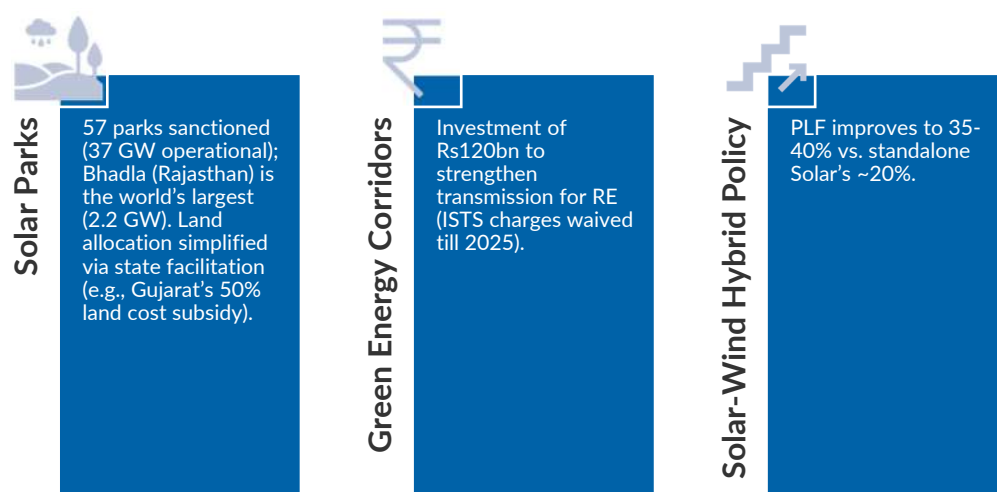 Solar Parks
57 parks sanctioned
(37 GW operational);
Bhadla (Rajasthan) is
the world's largest
(2.2 GW). Land
allocation simplified
via state facilitation
(e.g., Gujarat's 50%
land cost subsidy).
Green Energy Corridors
Investment of
Rs120bn to
strengthen
transmission for RE
(ISTS charges waived
till 2025).
Solar-Wind Hybrid Policy
PLF improves to 35-
40% vs. standalone
Solar's ~20%.